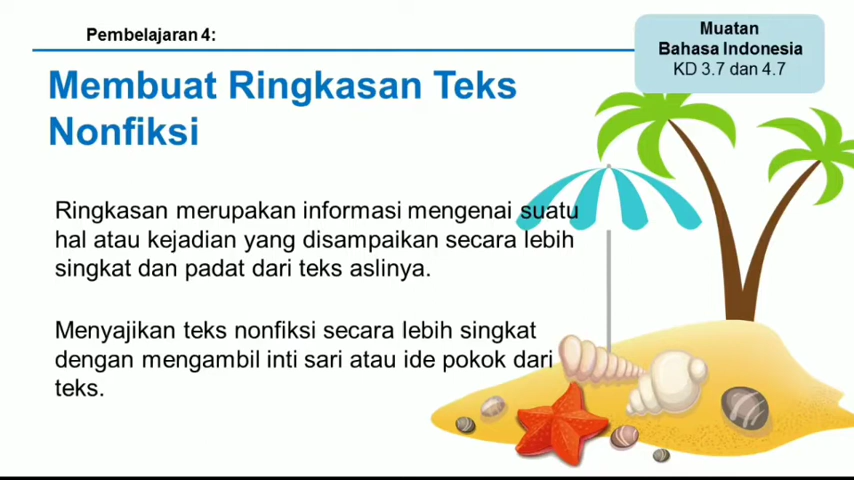 Pembelajaran 4:
Muatan
Bahasa Indonesia
KD 3.7 dan 4.7
Membuat Ringkasan Teks
Nonfiksi
Ringkasan merupakan informasi mengenai suatu
hal atau kejadian yang disampaikan secara lebih
singkat dan padat dari teks aslinya.
Menyajikan teks nonfiksi secara lebih singkat
dengan mengambil inti sari atau ide pokok dari
teks.